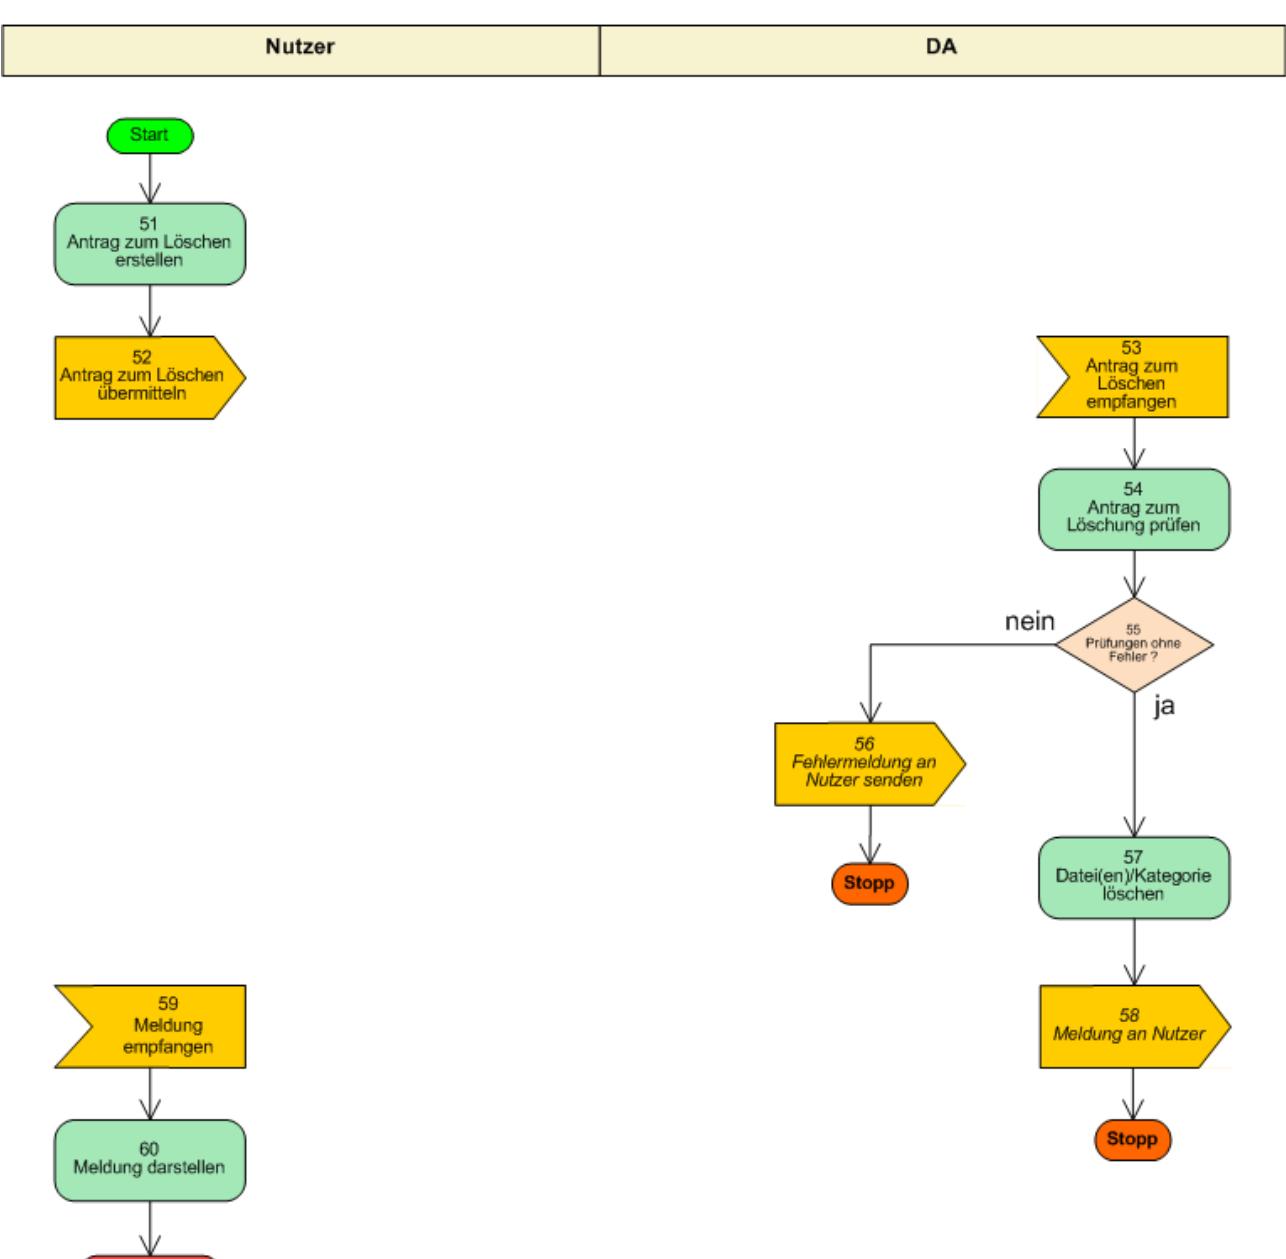 Nutzer
DA
Start
51
Antrag zum Löschen
erstellen
52
Antrag zum Löschen
übermitteln
53
Antrag zum
Löschen
empfangen
54
Antrag zum
Löschung prüfen
nein
55
Prüfungen ohne
Fehler ?
ja
56
Fehlermeldung an
Nutzer senden
Stopp
57
Datei(en)/Kategorie
löschen
58
Meldung an Nutzer
Stopp
59
Meldung
empfangen
60
Meldung darstellen